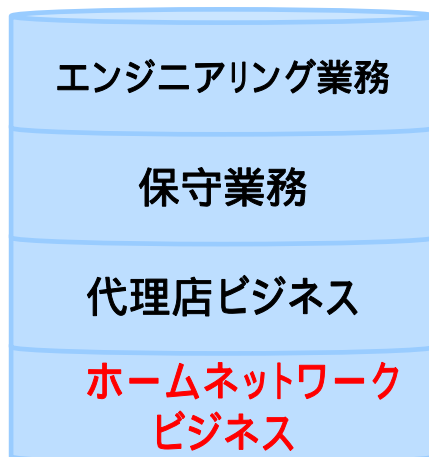 エンジニアリング業務
保守業務
代理店ビジネス
ホームネットワーク
ビジネス